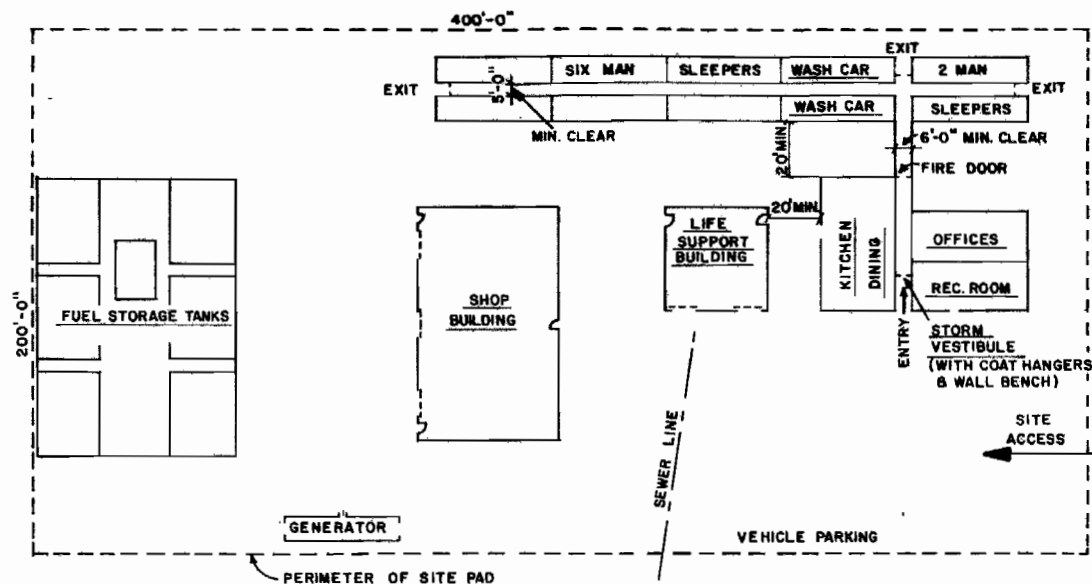 400'-0"
EXIT
SIX MAN
SLEEPERS
WASH CAR
2 MAN
EXIT
5'-0"
EXIT
WASH CAR
SLEEPERS
MIN. CLEAR
6'-0" MIN. CLEAR
20'MIN.
FIRE DOOR
20'MIN.
LIFE
SUPPORT
BUILDING
KITCHEN
DINING
OFFICES
REC. ROOM
FUEL STORAGE TANKS
SHOP
BUILDING
200'-0"
ENTRY
STORM
VESTIBULE
(WITH COAT HANGERS
& WALL BENCH)
SITE
ACCESS
SEWER LINE
GENERATOR
VEHICLE PARKING
PERIMETER OF SITE PAD